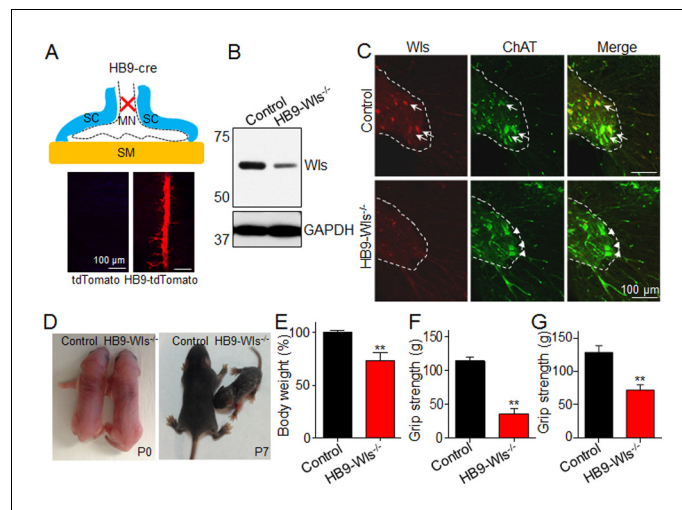 A
HB9-cre
SC
MN
SC
SM
100 µm
tdTomato
HB9-tdTomato
B
Control
HB9-Wls-/-
75
50
37
Wls
GAPDH
C
Wls
ChAT
Merge
Control
HB9-Wls-/-
100 µm
D
Control HB9-Wls-/-
P0
Control HB9-Wls-/-
P7
E
Body weight (%)
100
50
0
**
Control
HB9-Wls-/-
F
Grip strength (g)
150
100
50
0
**
Control
HB9-Wls-/-
G
Grip strength (g)
150
100
50
0
**
Control
HB9-Wls-/-